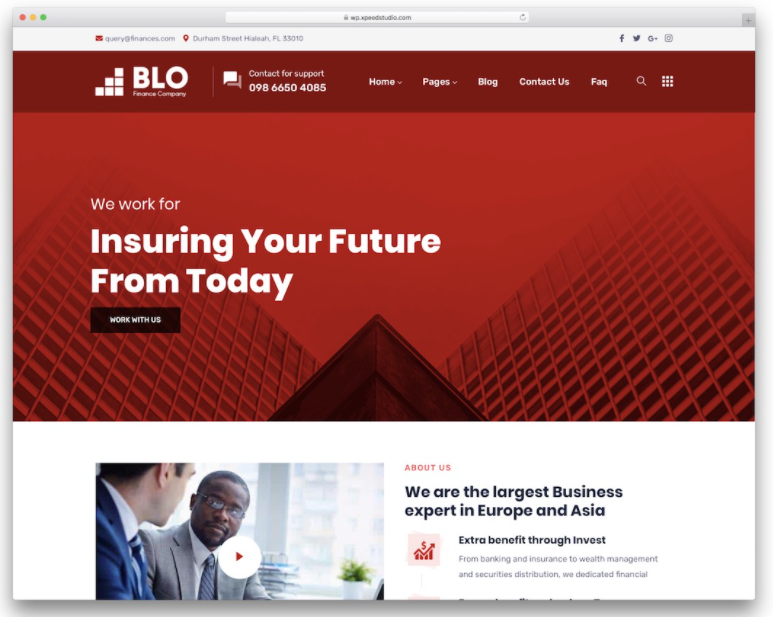 wp.xpeedstudio.com
query@finances.com Durham Street Hialeah, FL 33010
BLO
Finance Company
Contact for support
098 6650 4085
Home Pages Blog Contact Us Faq
We work for
Insuring Your Future
From Today
WORK WITH US
ABOUT US
We are the largest Business
expert in Europe and Asia
Extra benefit through Invest
From banking and insurance to wealth management
and securities distribution, we dedicated financial